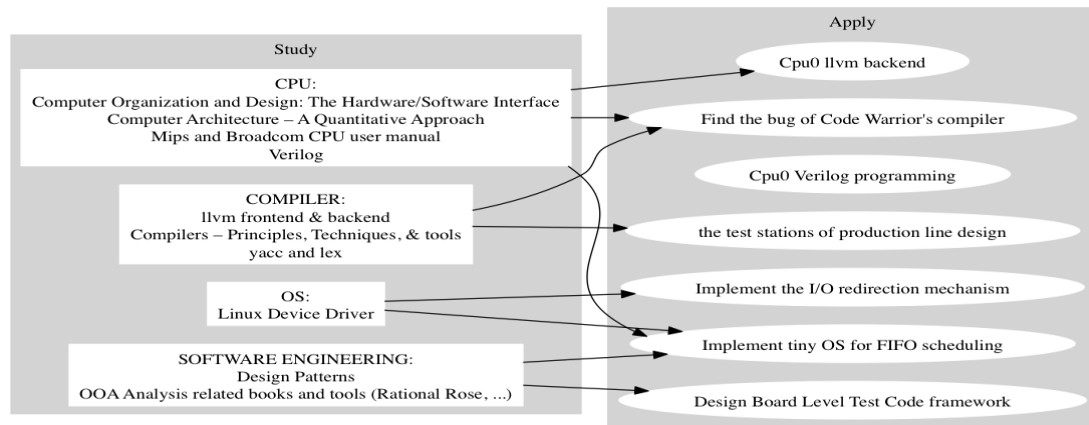 Study
CPU:
Computer Organization and Design: The Hardware/Software Interface
Computer Architecture – A Quantitative Approach
Mips and Broadcom CPU user manual
Verilog
COMPILER:
llvm frontend & backend
Compilers – Principles, Techniques, & tools
yacc and lex
OS:
Linux Device Driver
SOFTWARE ENGINEERING:
Design Patterns
OOA Analysis related books and tools (Rational Rose, ...)
Apply
Cpu0 llvm backend
Find the bug of Code Warrior's compiler
Cpu0 Verilog programming
the test stations of production line design
Implement the I/O redirection mechanism
Implement tiny OS for FIFO scheduling
Design Board Level Test Code framework